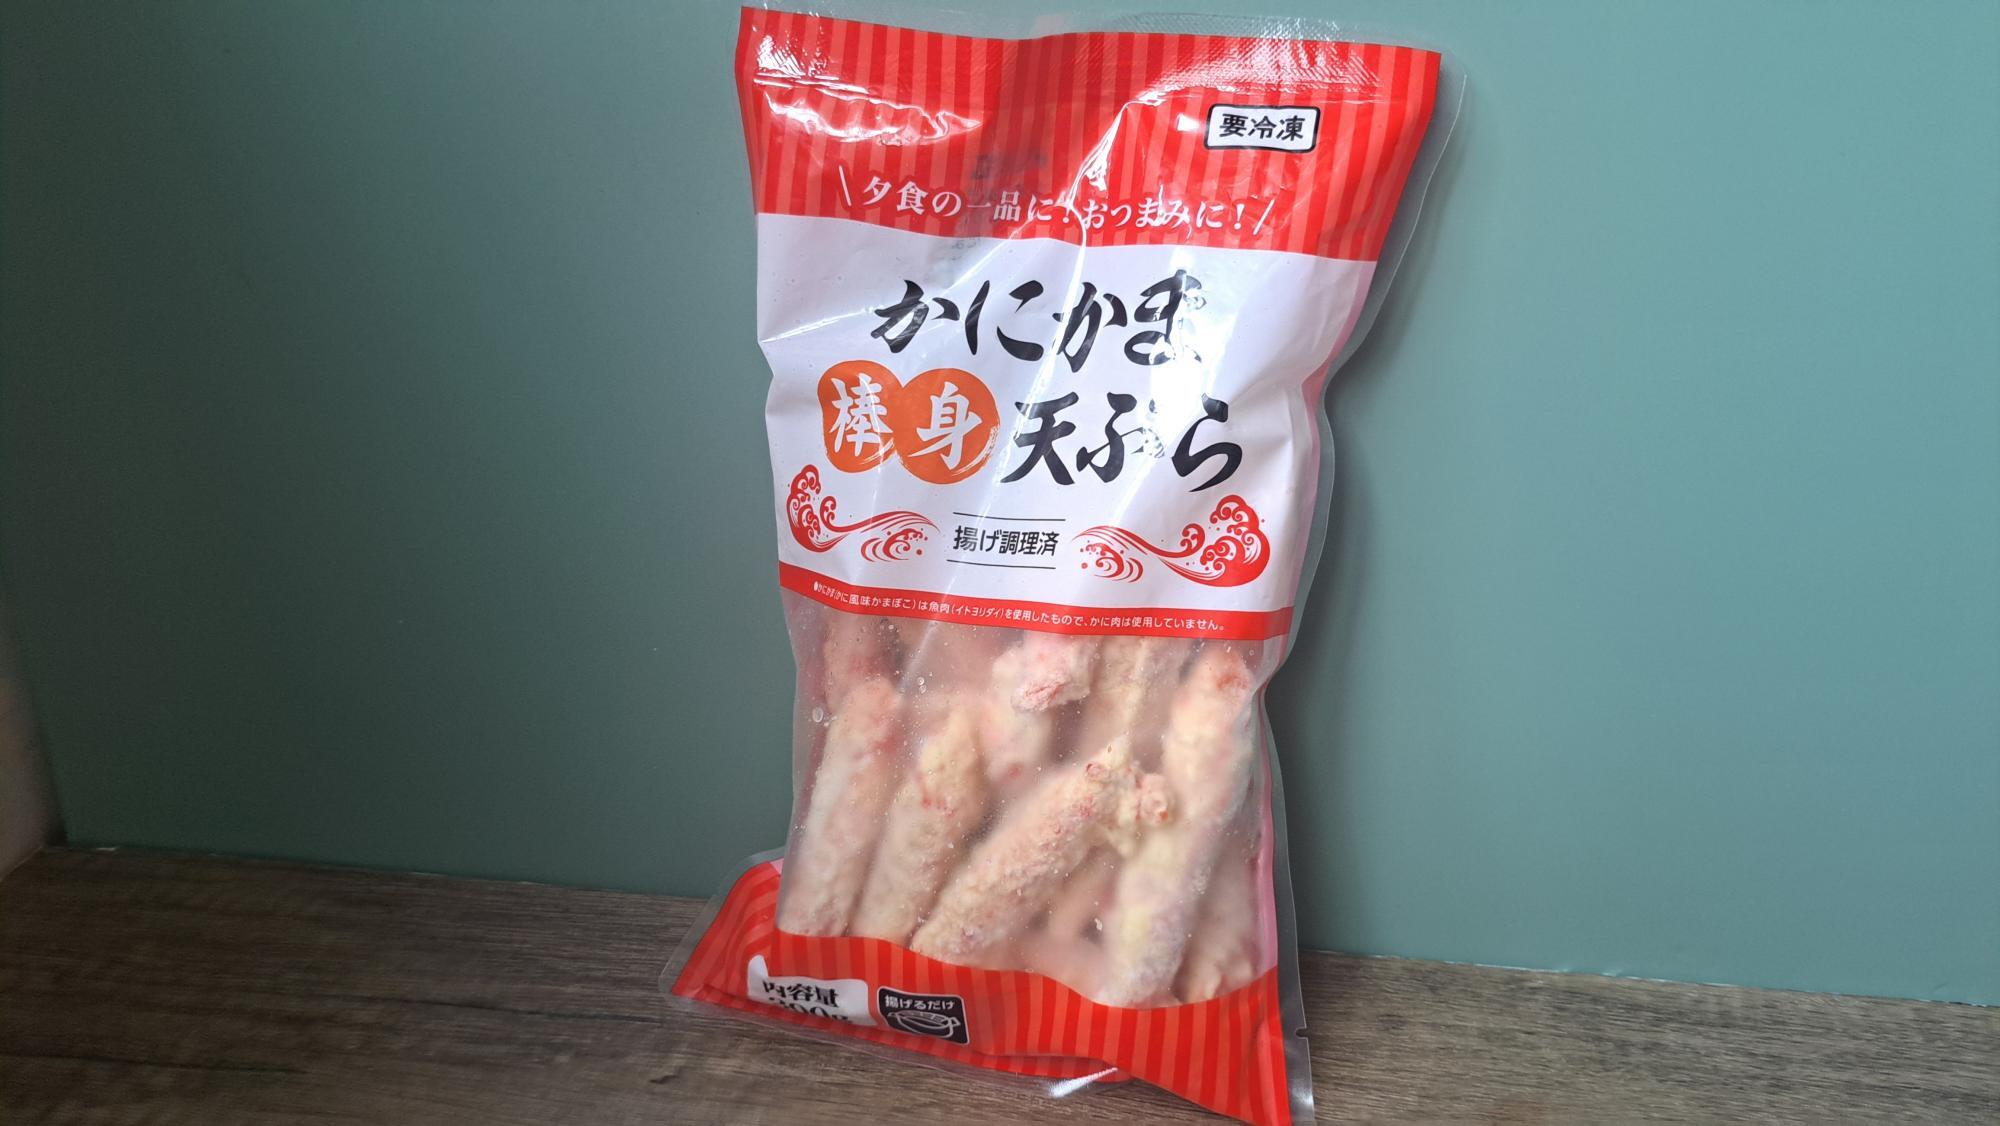 要冷凍
夕食の一品に!おつまみに!
かにかま
棒身天ぷら
揚げ調理済
●かにかま(かに風味かまぼこ)は魚肉(イトヨリダイ)を使用したもので、かに肉は使用していません。
内容量
揚げるだけ